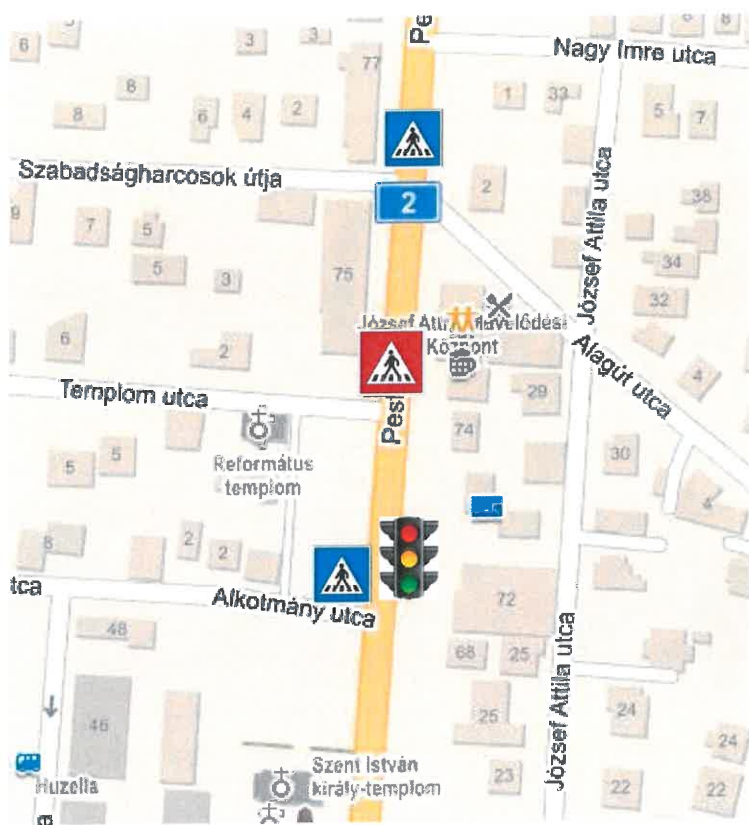 Pe
Nagy Imre utca
6
5
3
3
77
6
8
8
8
6
4
2
1
33
5
7
Szabadságharcosok útja
2
2
József Attila utca
38
9
7
5
5
3
75
34
32
József Attila Művelődési
Központ
6
2
Alagút utca
4
Templom utca
Pest
29
74
Református
templom
5
5
30
4
8
2
2
tca
Alkotmány utca
72
48
68
25
József Attila utca
46
25
24
24
Szent István
király-templom
Huzella
23
22
22
a